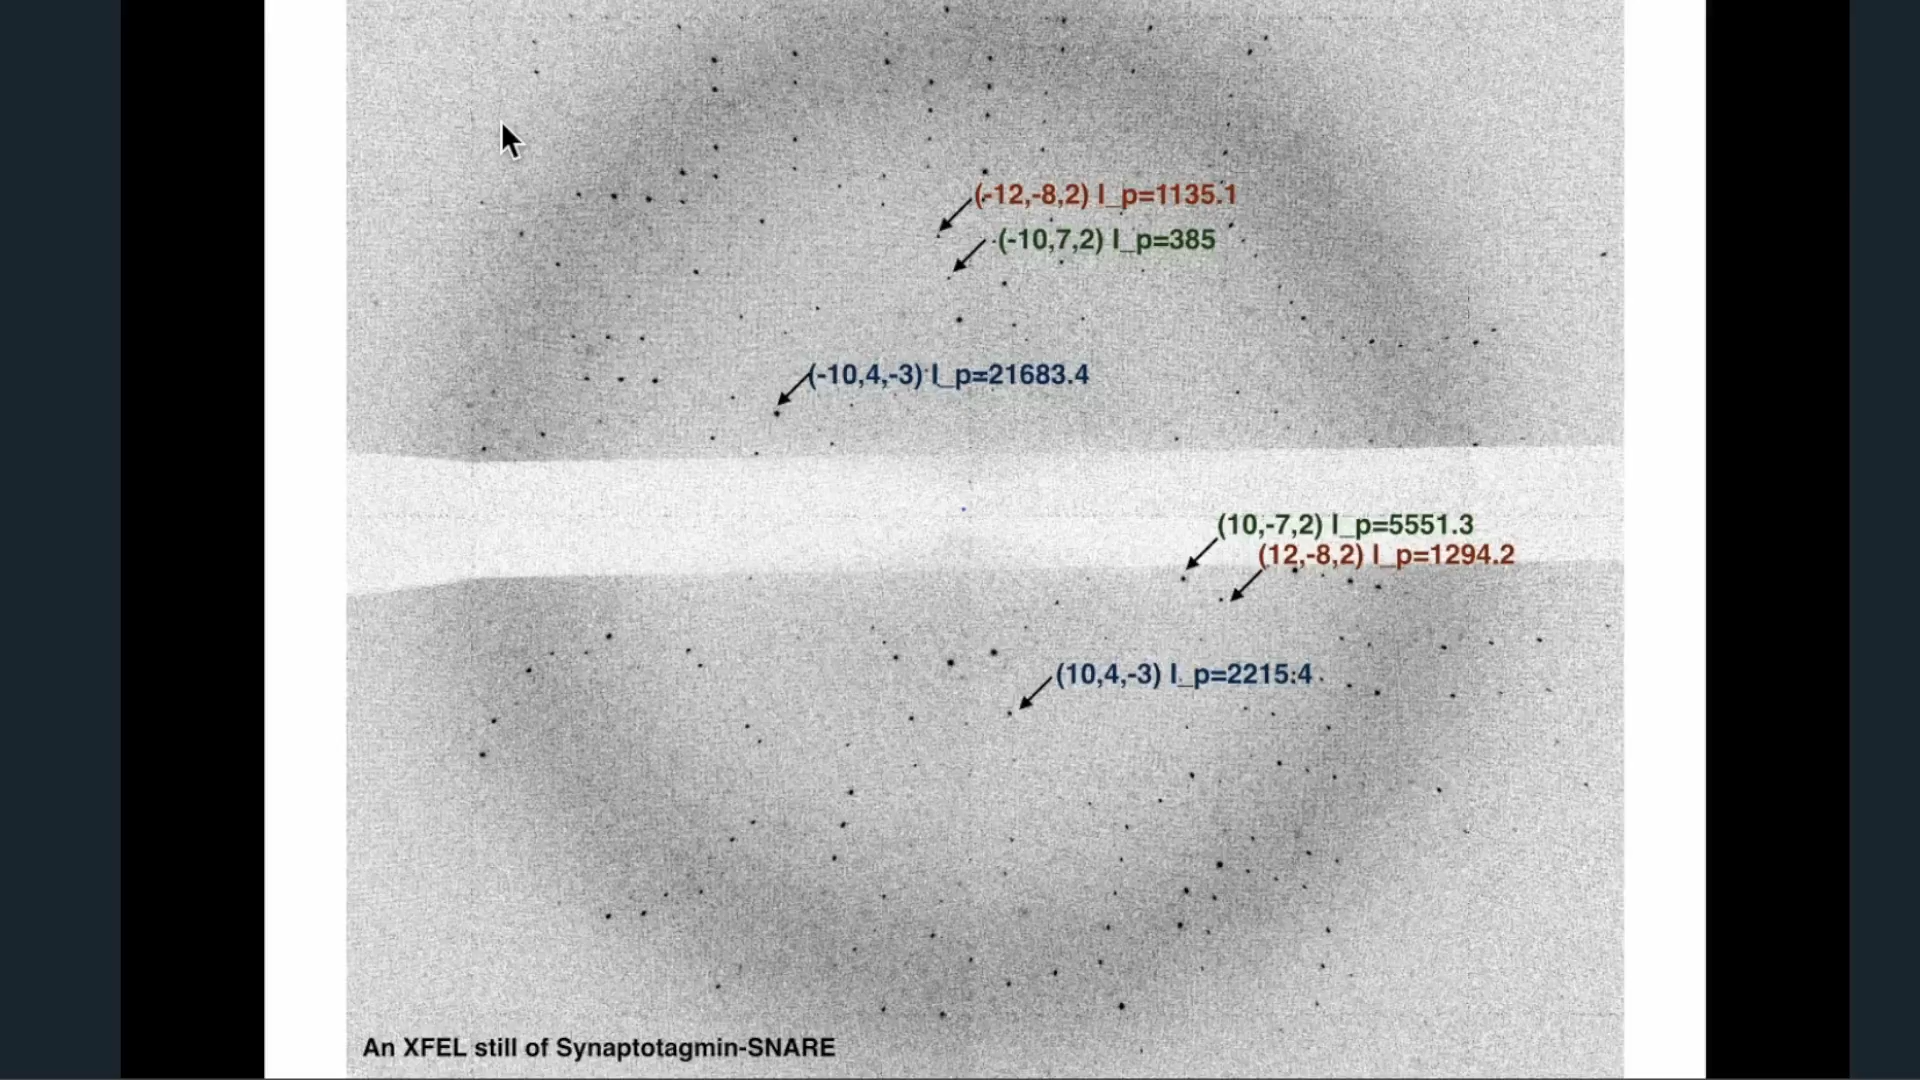 (-12,-8,2) I_p=1135.1
(-10,7,2) I_p=385
(-10,4,-3) I_p=21683.4
(10,-7,2) I_p=5551.3
(12,-8,2) I_p=1294.2
(10,4,-3) I_p=2215.4
An XFEL still of Synaptotagmin-SNARE